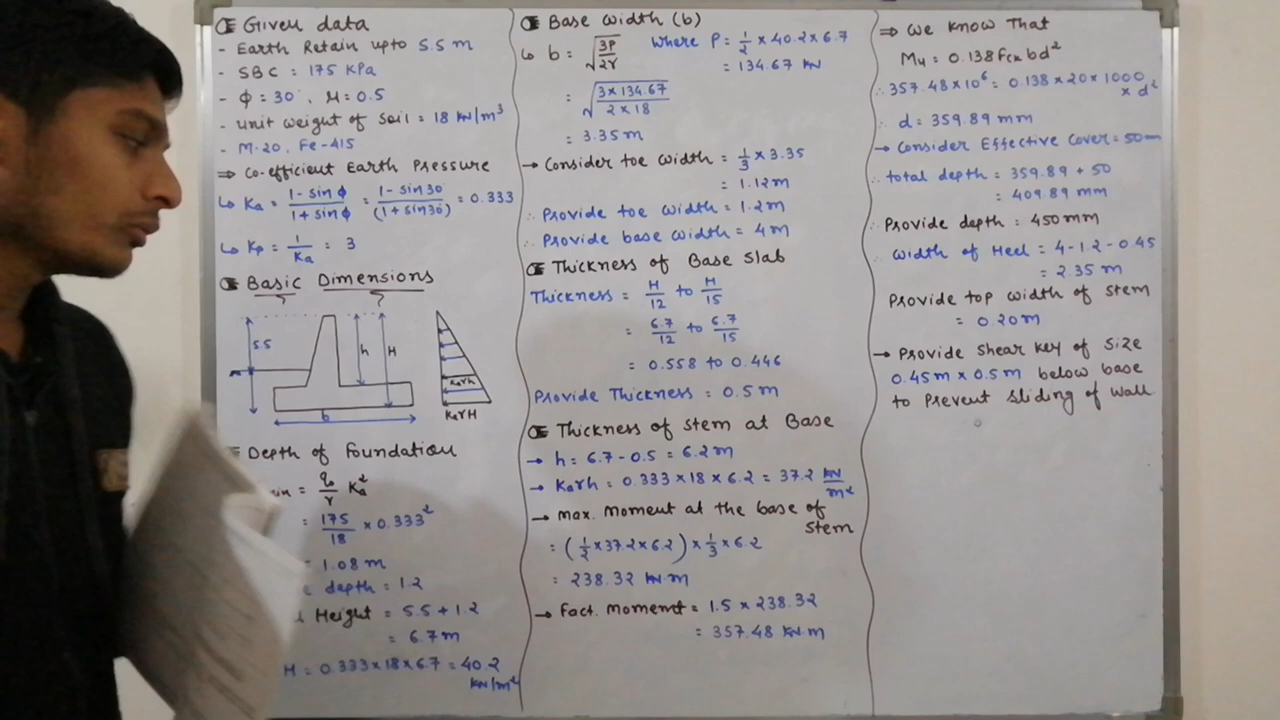 Given data
- Earth Retain upto 5.5 m
- SBC = 175 KPa
- φ = 30°, μ = 0.5
- unit weight of soil = 18 KN/m³
- M-20, Fe-415
⇒ Co-efficient Earth Pressure
↳ Ka = (1-sinφ)/(1+sinφ) = (1-sin30)/(1+sin30) = 0.333
↳ Kp = 1/Ka = 3
Basic Dimensions
5.5
h
H
KaΥh
KaΥH
b
Depth of Foundation
= q₀/Υ Ka²
= 175/18 × 0.333²
1.08 m
depth = 1.2
Height = 5.5 + 1.2
= 6.7 m
H = 0.333×18×6.7 = 40.2 KN/m²
Base width (b)
↳ b = √(3P/2Υ) where P = 1/2 × 40.2 × 6.7
= 134.67 KN
= √((3×134.67)/(2×18))
= 3.35 m
→ Consider toe width = 1/3 × 3.35
= 1.12 m
∴ Provide toe width = 1.2 m
∴ Provide base width = 4 m
Thickness of Base slab
Thickness = H/12 to H/15
= 6.7/12 to 6.7/15
= 0.558 to 0.446
Provide Thickness = 0.5 m
Thickness of stem at Base
→ h = 6.7 - 0.5 = 6.2 m
→ KaΥh = 0.333 × 18 × 6.2 = 37.2 KN/m²
→ max. moment at the base of
stem
= (1/2 × 37.2 × 6.2) × 1/3 × 6.2
= 238.32 KN·m
→ Fact. moment = 1.5 × 238.32
= 357.48 KN·m
⇒ We know That
Mu = 0.138 Fck bd²
∴ 357.48×10⁶ = 0.138 × 20 × 1000
× d²
∴ d = 359.89 mm
→ Consider Effective Cover = 50mm
∴ total depth = 359.89 + 50
= 409.89 mm
∴ Provide depth = 450 mm
∴ width of Heel = 4 - 1.2 - 0.45
= 2.35 m
Provide top width of stem
= 0.20 m
→ Provide shear key of size
0.45m × 0.5 m below base
to Prevent sliding of wall